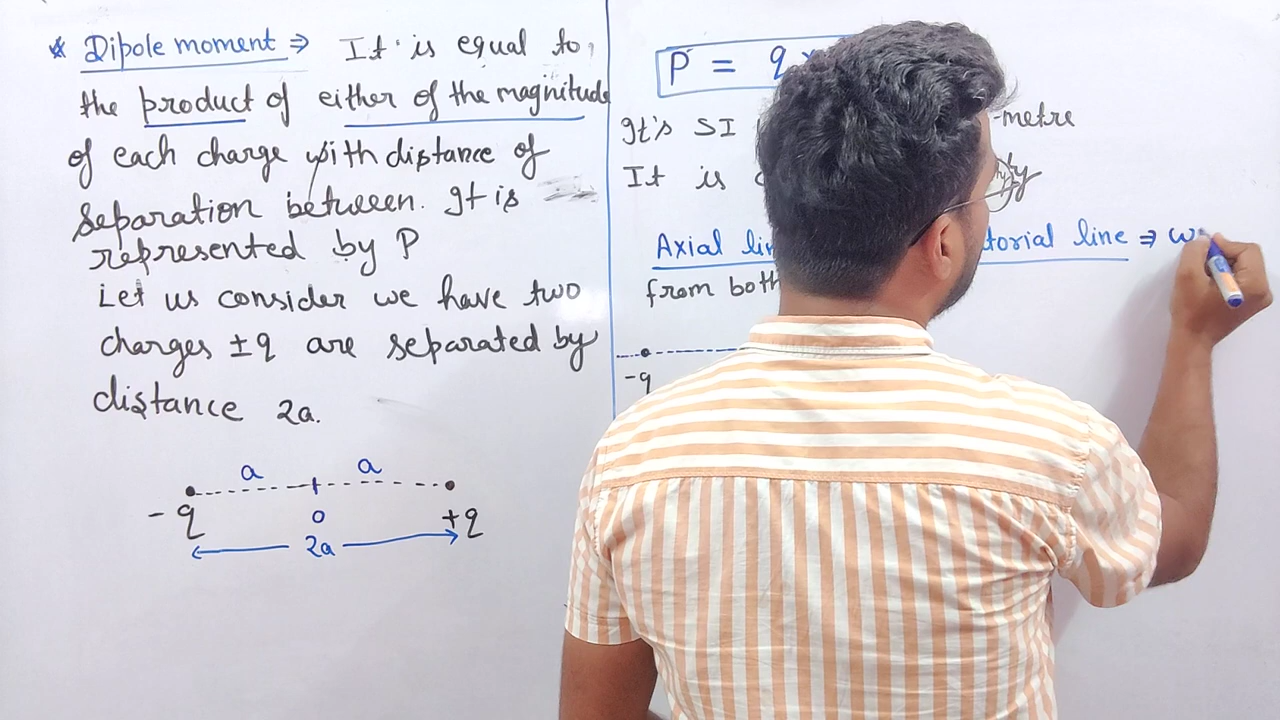 * Dipole moment ⇒ It is equal to,
the product of either of the magnitude
of each charge with distance of
separation between. It is
represented by P
Let us consider we have two
charges ±q are separated by
distance 2a.
a a
-q o +q
2a
P = q
It's SI -metre
It is
Axial line torial line ⇒ w
from both
-q